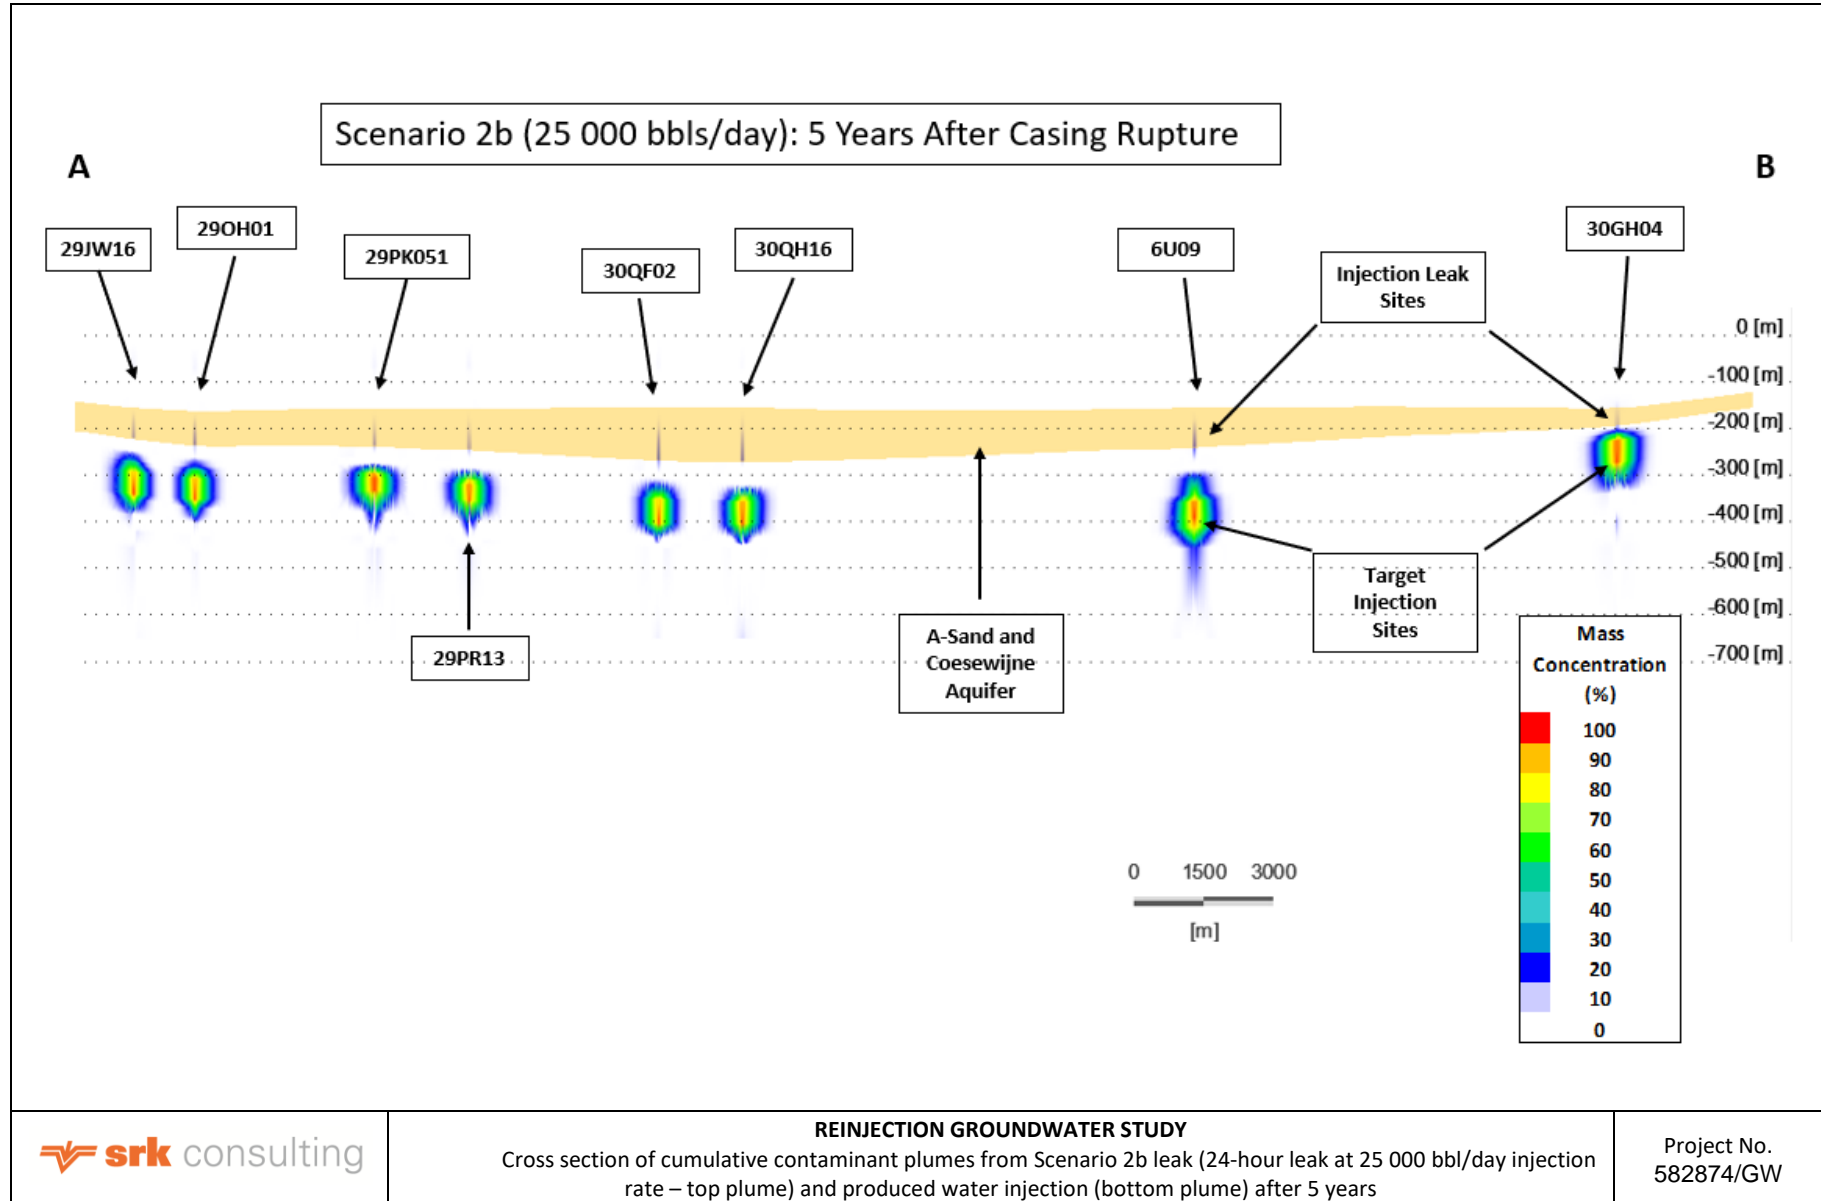 Scenario 2b (25 000 bbls/day): 5 Years After Casing Rupture
A
B
29JW16
29OH01
29PK051
30QF02
30QH16
6U09
30GH04
Injection Leak
Sites
0 [m]
-100 [m]
-200 [m]
-300 [m]
-400 [m]
-500 [m]
-600 [m]
-700 [m]
29PR13
A-Sand and
Coesewijne
Aquifer
Target
Injection
Sites
Mass
Concentration
(%)
100
90
80
70
60
50
40
30
20
10
0
0 1500 3000
[m]
srk consulting
REINJECTION GROUNDWATER STUDY
Cross section of cumulative contaminant plumes from Scenario 2b leak (24-hour leak at 25 000 bbl/day injection
rate – top plume) and produced water injection (bottom plume) after 5 years
Project No.
582874/GW